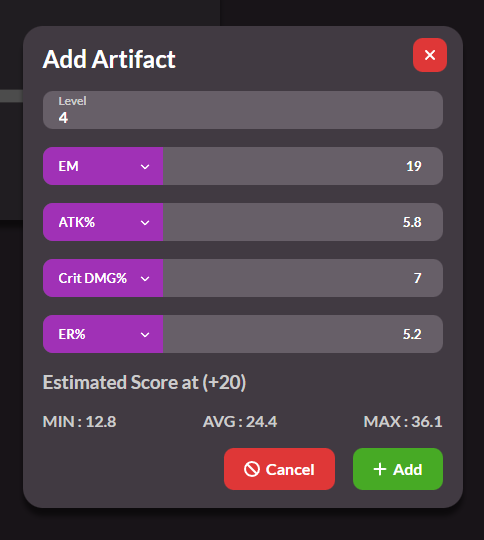 Add Artifact
Level
4
EM 19
ATK% 5.8
Crit DMG% 7
ER% 5.2
Estimated Score at (+20)
MIN : 12.8 AVG : 24.4 MAX : 36.1
Cancel Add